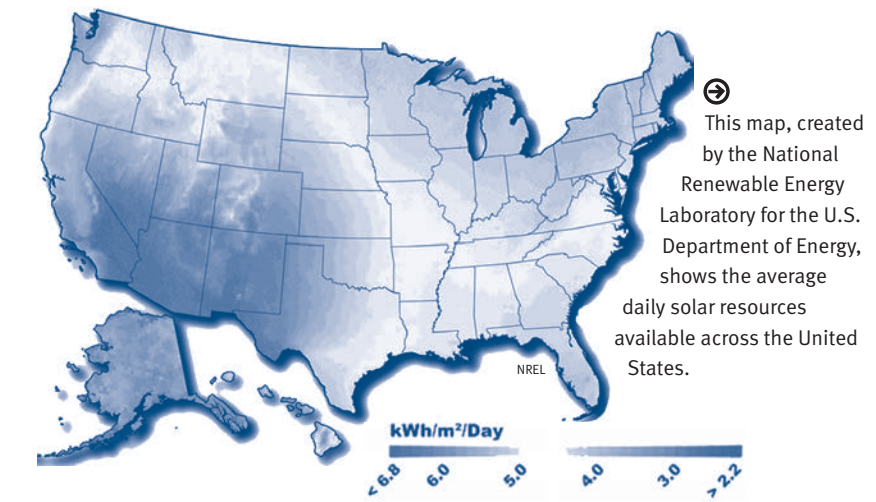 This map, created
by the National
Renewable Energy
Laboratory for the U.S.
Department of Energy,
shows the average
daily solar resources
available across the United
States.
NREL
kWh/m²/Day
< 6.8 6.0 5.0 4.0 3.0 > 2.2